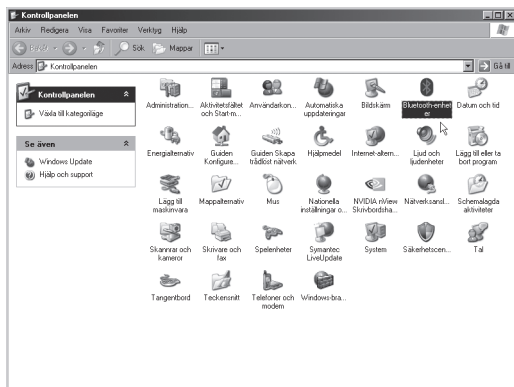 Kontrollpanelen
Arkiv Redigera Visa Favoriter Verktyg Hjälp
Bakåt Sök Mappar
Adress Kontrollpanelen Gå till
Kontrollpanelen
Växla till kategoriläge
Se även
Windows Update
Hjälp och support
Administration... Aktivitetsfältet Användarkon... Automatiska Bildskärm Bluetooth-enhet Datum och tid
och Start-m... uppdateringar er
Energialternativ Guiden Guiden Skapa Hjälpmedel Internet-altern... Ljud och Lägg till eller ta
Konfigure... trådlöst nätverk ljudenheter bort program
Lägg till Mappalternativ Mus Nationella NVIDIA nView Nätverksansl... Schemalagda
maskinvara inställningar o... Skrivbordsha... aktiviteter
Skannrar och Skrivare och Spelenheter Symantec System Säkerhetscen... Tal
kameror fax LiveUpdate
Tangentbord Teckensnitt Telefoner och Windows-bra...
modem